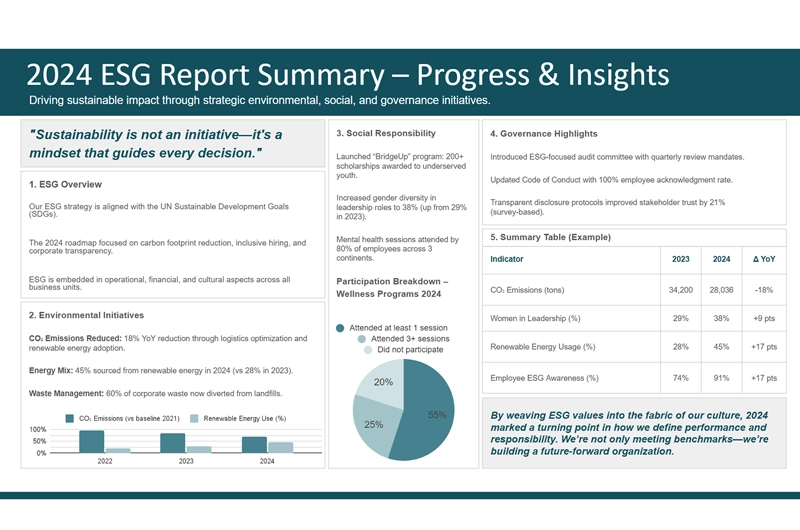 2024 ESG Report Summary – Progress & Insights
Driving sustainable impact through strategic environmental, social, and governance initiatives.
"Sustainability is not an initiative—it's a
mindset that guides every decision."
1. ESG Overview
Our ESG strategy is aligned with the UN Sustainable Development Goals
(SDGs).
The 2024 roadmap focused on carbon footprint reduction, inclusive hiring, and
corporate transparency.
ESG is embedded in operational, financial, and cultural aspects across all
business units.
2. Environmental Initiatives
CO₂ Emissions Reduced: 18% YoY reduction through logistics optimization and
renewable energy adoption.
Energy Mix: 45% sourced from renewable energy in 2024 (vs 28% in 2023).
Waste Management: 60% of corporate waste now diverted from landfills.
CO₂ Emissions (vs baseline 2021) Renewable Energy Use (%)
100%
50%
0%
2022 2023 2024
3. Social Responsibility
Launched “BridgeUp” program: 200+
scholarships awarded to underserved
youth.
Increased gender diversity in
leadership roles to 38% (up from 29%
in 2023).
Mental health sessions attended by
80% of employees across 3
continents.
Participation Breakdown –
Wellness Programs 2024
Attended at least 1 session
Attended 3+ sessions
Did not participate
20%
55%
25%
4. Governance Highlights
Introduced ESG-focused audit committee with quarterly review mandates.
Updated Code of Conduct with 100% employee acknowledgment rate.
Transparent disclosure protocols improved stakeholder trust by 21%
(survey-based).
5. Summary Table (Example)
Indicator 2023 2024 Δ YoY
CO₂ Emissions (tons) 34,200 28,036 -18%
Women in Leadership (%) 29% 38% +9 pts
Renewable Energy Usage (%) 28% 45% +17 pts
Employee ESG Awareness (%) 74% 91% +17 pts
By weaving ESG values into the fabric of our culture, 2024
marked a turning point in how we define performance and
responsibility. We’re not only meeting benchmarks—we’re
building a future-forward organization.